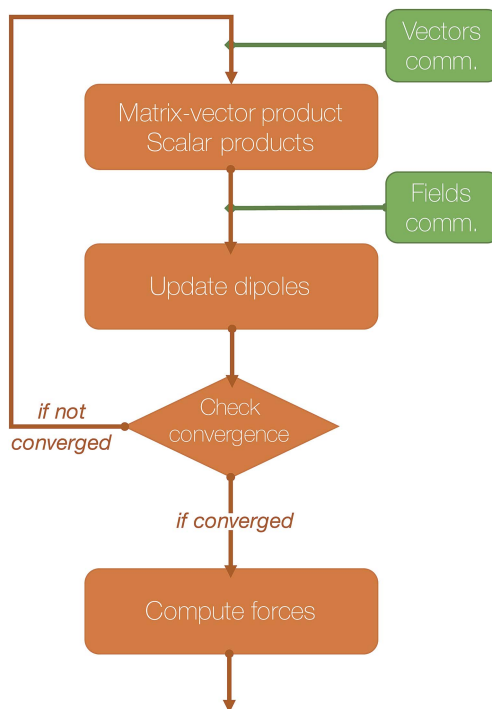 Vectors
comm.
Matrix-vector product
Scalar products
Fields
comm.
Update dipoles
Check
convergence
if not
converged
if converged
Compute forces